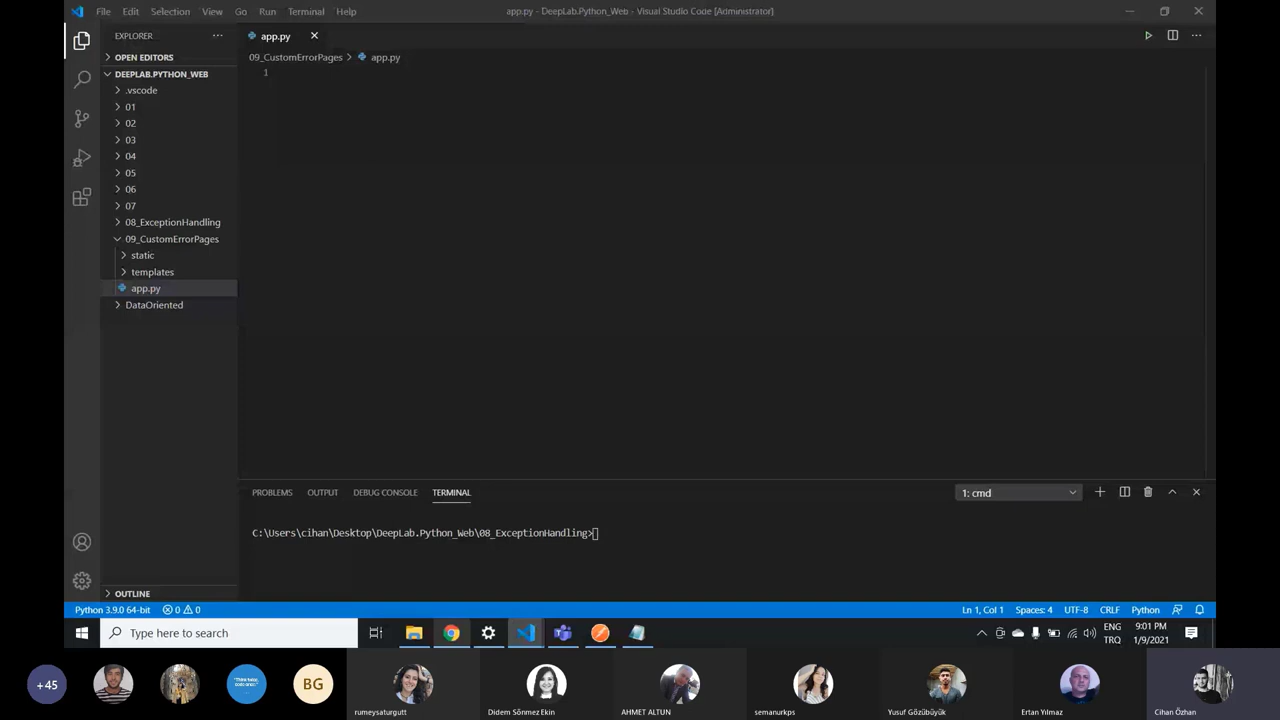 File Edit Selection View Go Run Terminal Help
app.py - DeepLab.Python_Web - Visual Studio Code [Administrator]
EXPLORER
app.py
OPEN EDITORS
09_CustomErrorPages > app.py
DEEPLAB.PYTHON_WEB
1
.vscode
01
02
03
04
05
06
07
08_ExceptionHandling
09_CustomErrorPages
static
templates
app.py
DataOriented
PROBLEMS OUTPUT DEBUG CONSOLE TERMINAL
1: cmd
C:\Users\cihan\Desktop\DeepLab.Python_Web\08_ExceptionHandling>
OUTLINE
Python 3.9.0 64-bit 0 0
Ln 1, Col 1 Spaces: 4 UTF-8 CRLF Python
Type here to search
ENG
TRQ
9:01 PM
1/9/2021
+45
BG
rumeysaturgutt
Didem Sönmez Ekin
AHMET ALTUN
semanurkps
Yusuf Gözübüyük
Ertan Yılmaz
Cihan Özhan